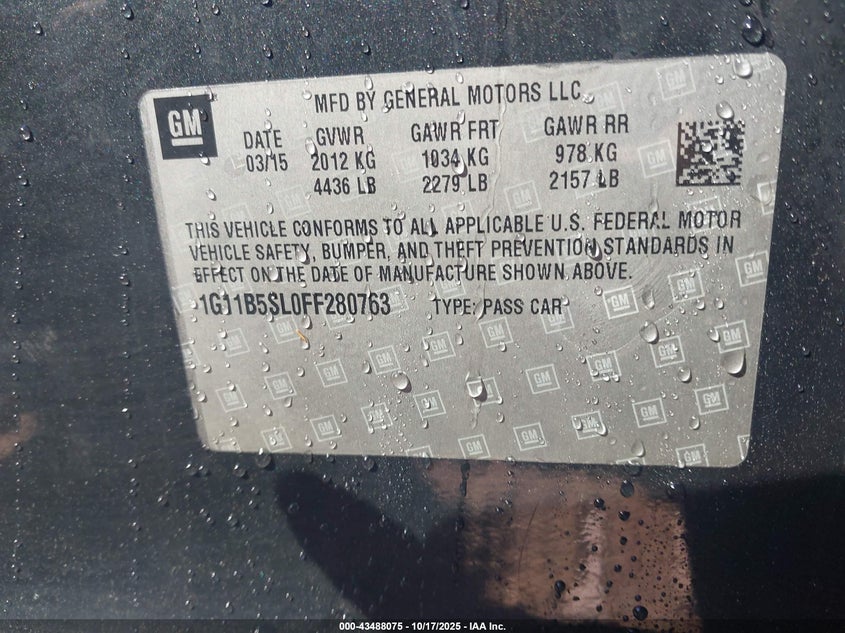 GM
MFD BY GENERAL MOTORS LLC
DATE GVWR GAWR FRT GAWR RR
03/15 2012 KG 1034 KG 978 KG
4436 LB 2279 LB 2157 LB
THIS VEHICLE CONFORMS TO ALL APPLICABLE U.S. FEDERAL MOTOR
VEHICLE SAFETY, BUMPER, AND THEFT PREVENTION STANDARDS IN
EFFECT ON THE DATE OF MANUFACTURE SHOWN ABOVE.
1G11B5SL0FF280763 TYPE: PASS CAR
000-43488075 - 10/17/2025 - IAA Inc.